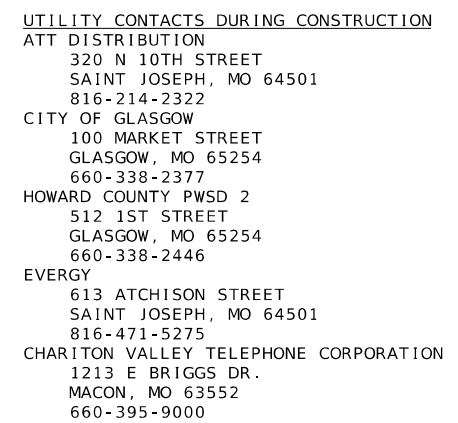 UTILITY CONTACTS DURING CONSTRUCTION
ATT DISTRIBUTION
320 N 10TH STREET
SAINT JOSEPH, MO 64501
816-214-2322
CITY OF GLASGOW
100 MARKET STREET
GLASGOW, MO 65254
660-338-2377
HOWARD COUNTY PWSD 2
512 1ST STREET
GLASGOW, MO 65254
660-338-2446
EVERGY
613 ATCHISON STREET
SAINT JOSEPH, MO 64501
816-471-5275
CHARITON VALLEY TELEPHONE CORPORATION
1213 E BRIGGS DR.
MACON, MO 63552
660-395-9000